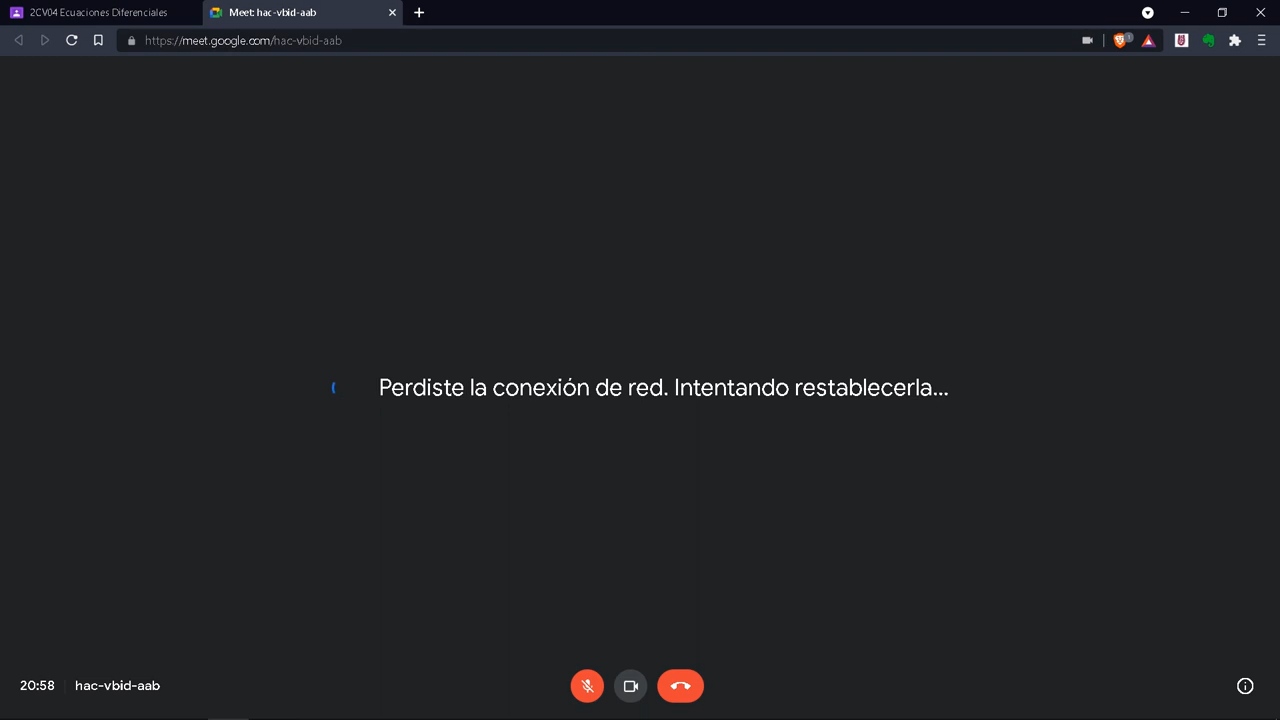 2CV04 Ecuaciones Diferenciales
Meet: hac-vbid-aab
https://meet.google.com/hac-vbid-aab
1
Perdiste la conexión de red. Intentando restablecerla...
20:58
hac-vbid-aab